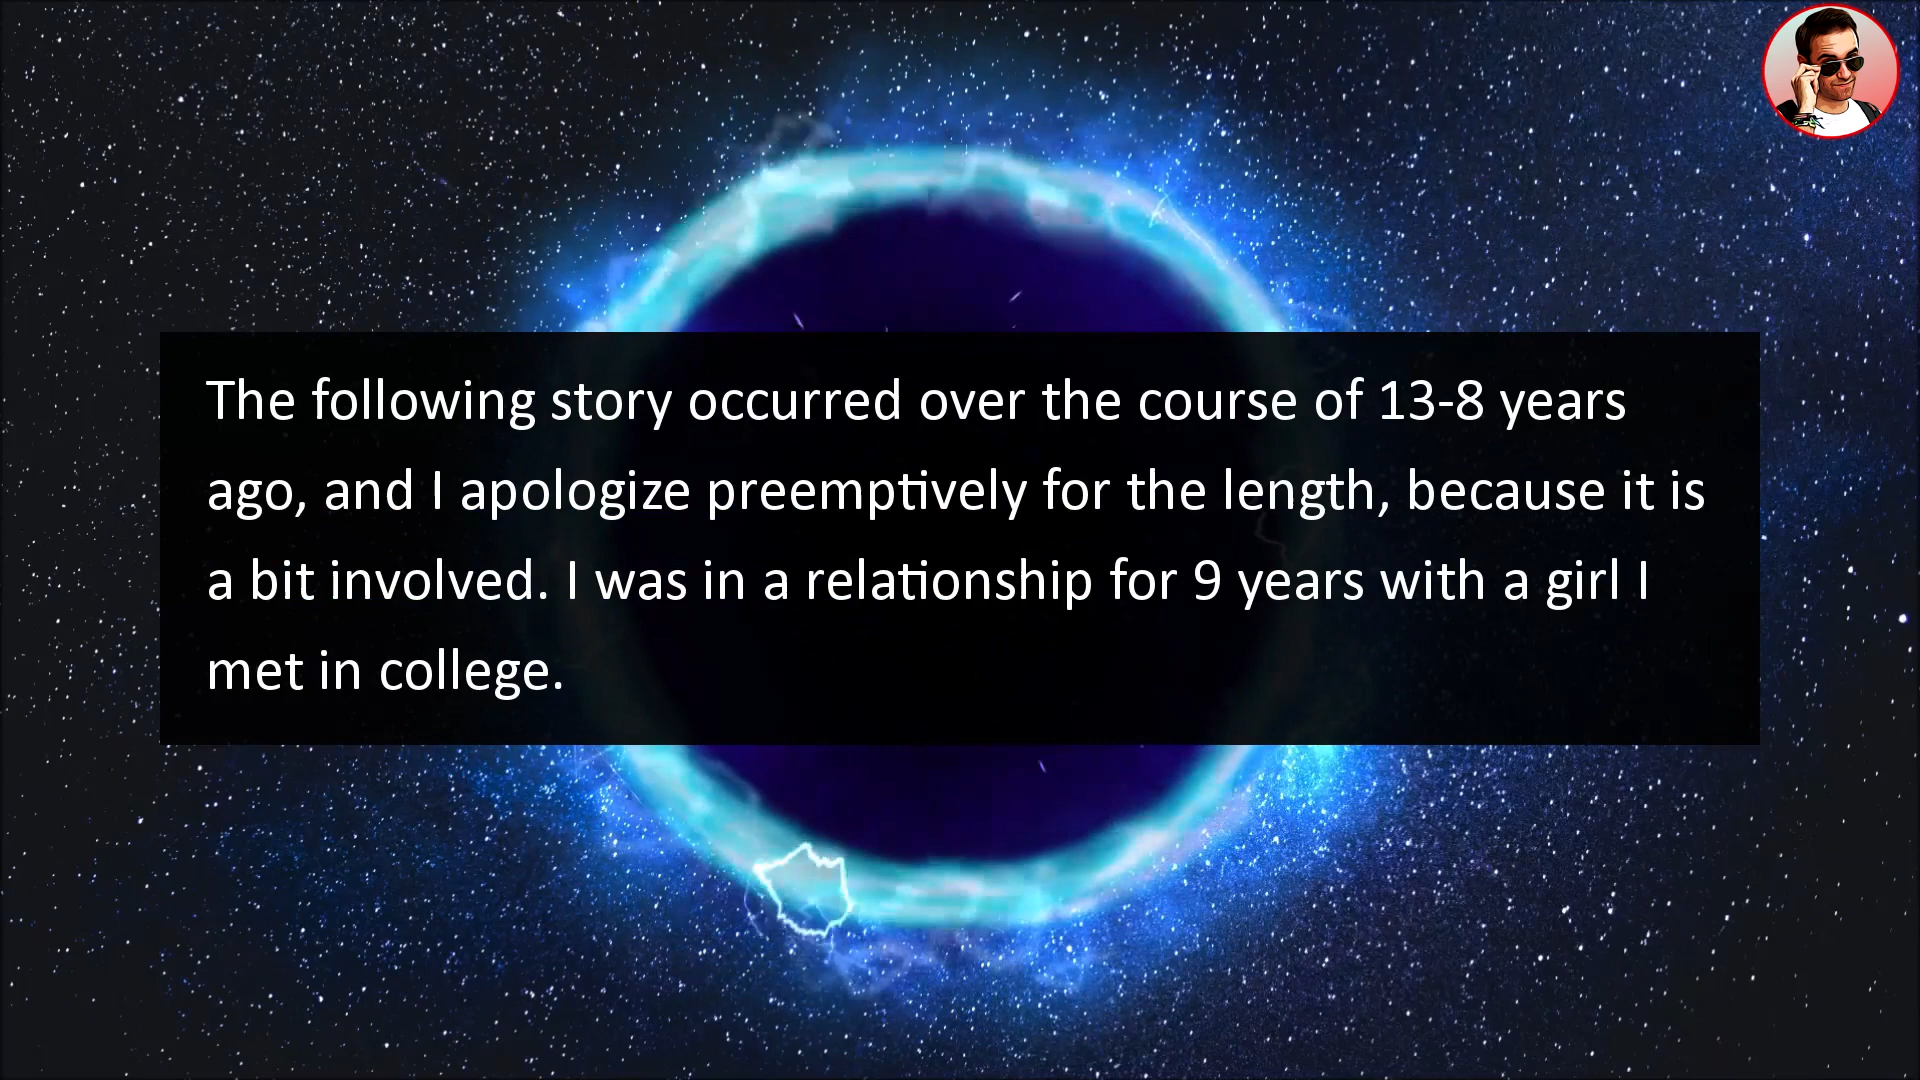 The following story occurred over the course of 13-8 years
ago, and I apologize preemptively for the length, because it is
a bit involved. I was in a relationship for 9 years with a girl I
met in college.